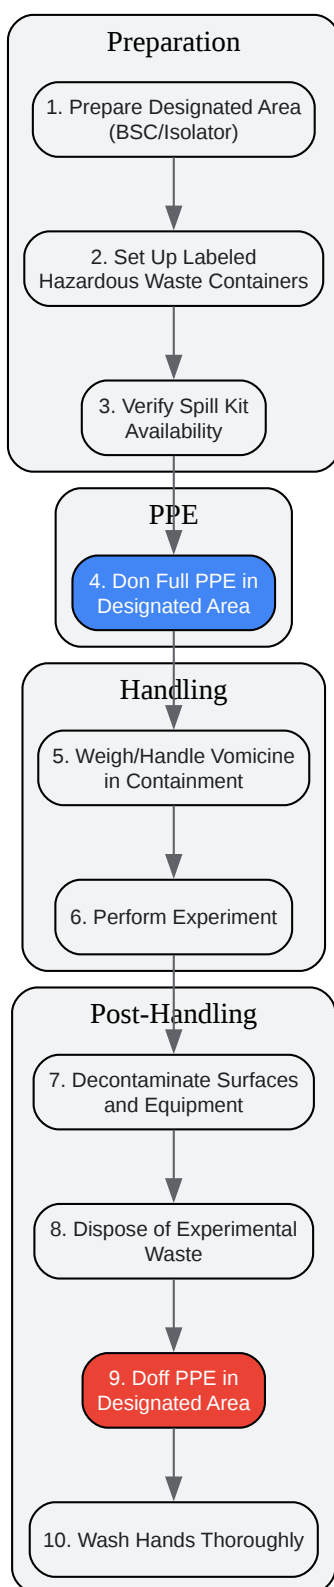 Preparation
1. Prepare Designated Area
(BSC/Isolator)
2. Set Up Labeled
Hazardous Waste Containers
3. Verify Spill Kit
Availability
PPE
4. Don Full PPE in
Designated Area
Handling
5. Weigh/Handle Vomicine
in Containment
6. Perform Experiment
Post-Handling
7. Decontaminate Surfaces
and Equipment
8. Dispose of Experimental
Waste
9. Doff PPE in
Designated Area
10. Wash Hands Thoroughly